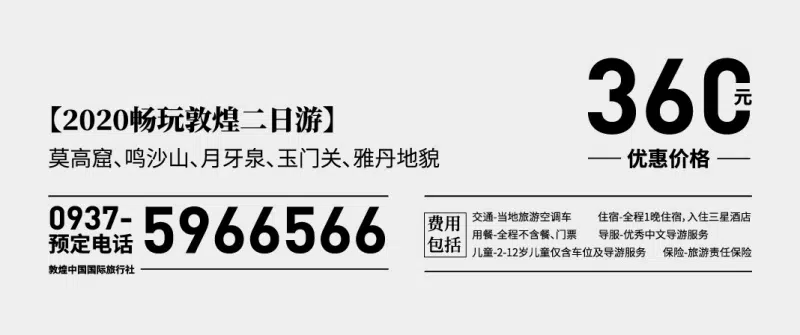 【2020畅玩敦煌二日游】
莫高窟、鸣沙山、月牙泉、玉门关、雅丹地貌
360元
优惠价格
0937-5966566
预定电话
敦煌中国国际旅行社
费用包括
交通-当地旅游空调车 住宿-全程1晚住宿，入住三星酒店
用餐-全程不含餐、门票 导服-优秀中文导游服务
儿童-2-12岁儿童仅含车位及导游服务 保险-旅游责任保险